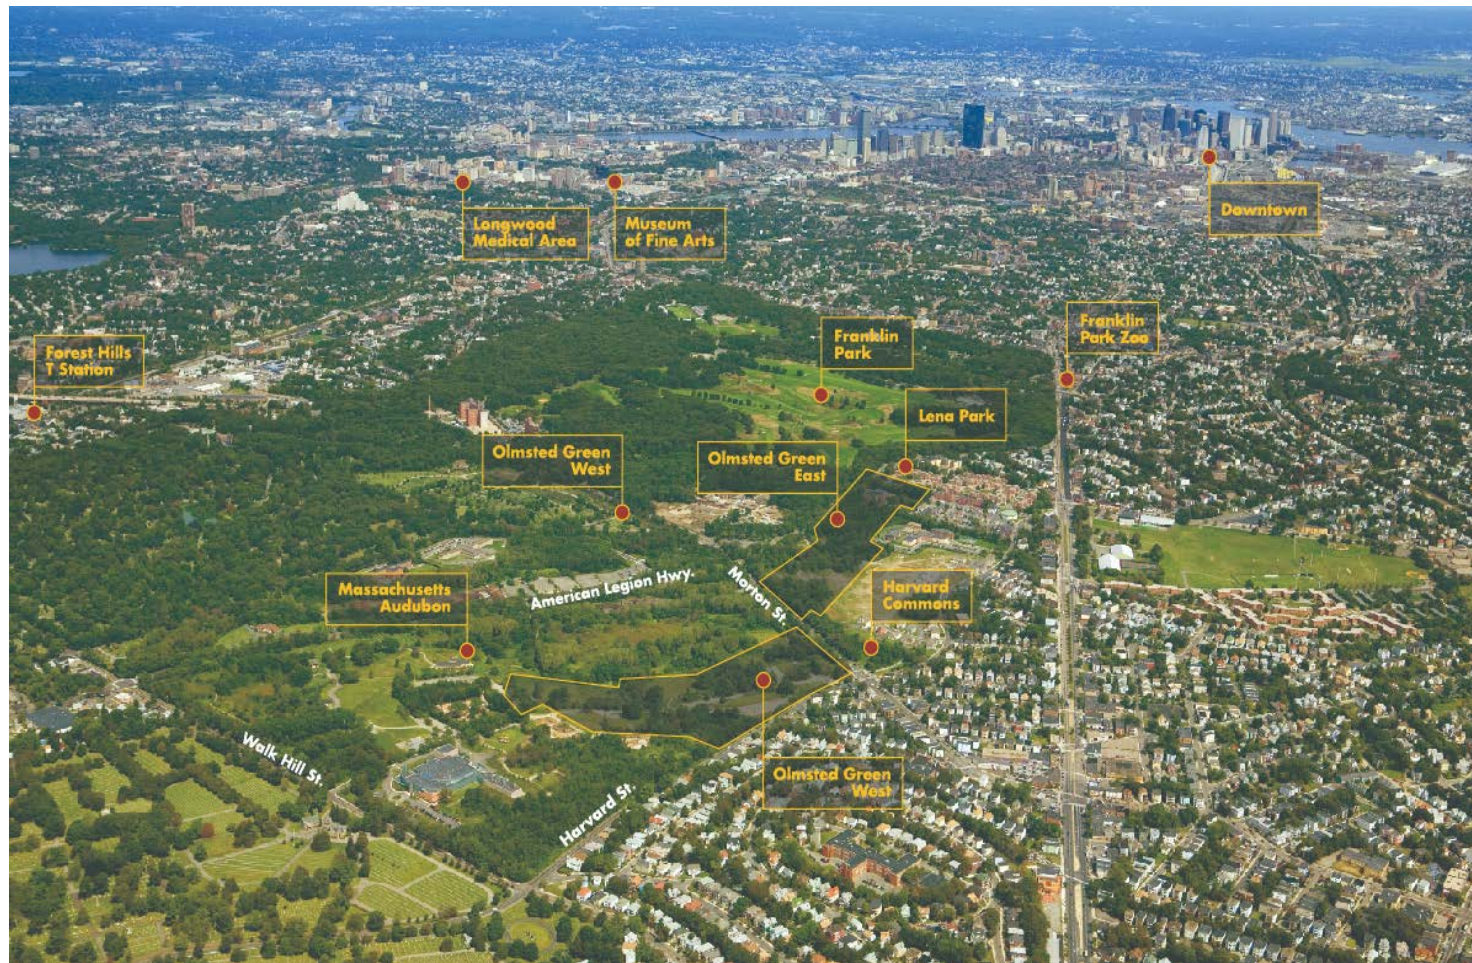 Longwood
Medical Area
Museum
of Fine Arts
Downtown
Forest Hills
T Station
Franklin
Park
Franklin
Park Zoo
Lena Park
Olmsted Green
West
Olmsted Green
East
Massachusetts
Audubon
American Legion Hwy.
Morton St.
Harvard
Commons
Walk Hill St.
Harvard St.
Olmsted Green
West